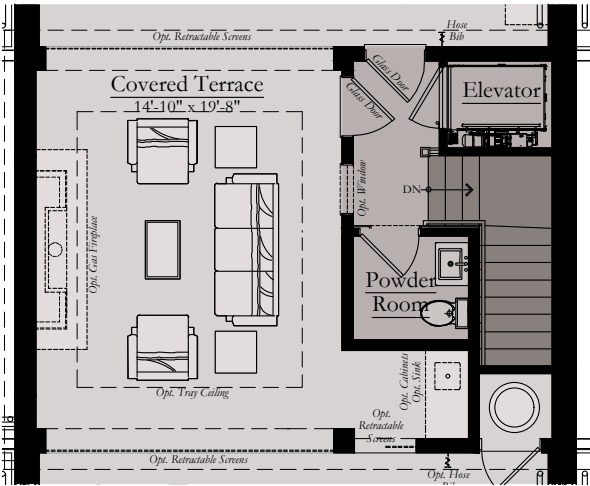 Hose
Bib
Opt. Retractable Screens
Glass Door
Covered Terrace
14'-10" x 19'-8"
Elevator
Glass Door
Opt. Window
DN
Opt. Gas Fireplace
Powder
Room
Opt. Cabinets
Opt. Sink
Opt. Tray Ceiling
Opt.
Retractable
Screens
Opt. Retractable Screens
Opt. Hose
Bib